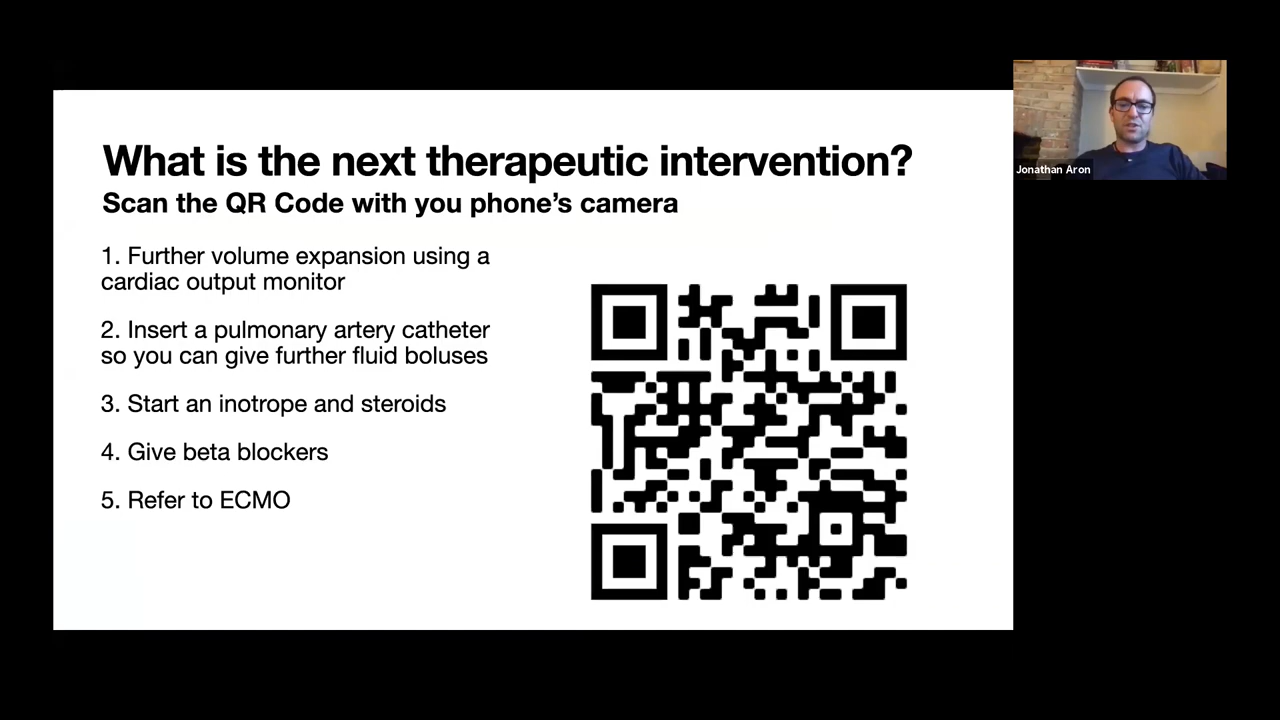 What is the next therapeutic intervention?
Scan the QR Code with you phone's camera
1. Further volume expansion using a
cardiac output monitor
2. Insert a pulmonary artery catheter
so you can give further fluid boluses
3. Start an inotrope and steroids
4. Give beta blockers
5. Refer to ECMO
Jonathan Aron